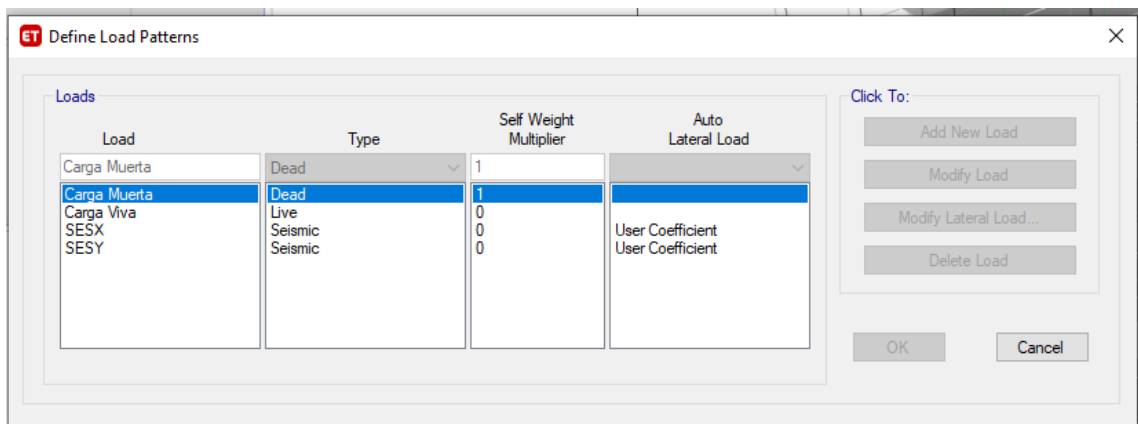 ET Define Load Patterns
Loads
Click To:
Load Type Self Weight Multiplier Auto Lateral Load
Carga Muerta Dead 1
Carga Muerta Dead 1
Carga Viva Live 0
SESX Seismic 0 User Coefficient
SESY Seismic 0 User Coefficient
Add New Load
Modify Load
Modify Lateral Load...
Delete Load
OK Cancel